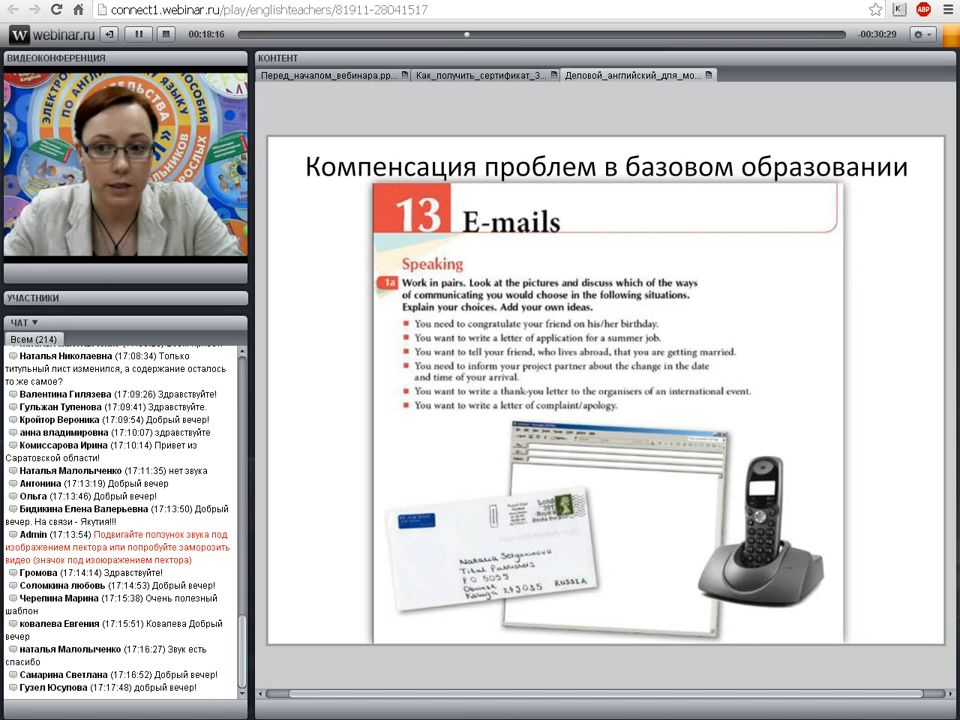 connect1.webinar.ru/play/englishteachers/81911-28041517
K
ABP
W webinar.ru
00:18:16
-00:30:29
ВИДЕОКОНФЕРЕНЦИЯ
ЭЛЕКТРО
ПОСОБИЯ
ПО АН
ЯЗЫКУ
УЧАСТНИКИ
ЧАТ ▼
Всем (214)
Наталья Николаевна (17:08:34) Только
титульный лист изменился, а содержание осталось
то же самое?
Валентина Гилязева (17:09:26) Здравствуйте!
Гульжан Тупенова (17:09:41) Здравствуйте.
Кройтор Вероника (17:09:54) Добрый вечер!
анна владимировна (17:10:07) здравствуйте
Комиссарова Ирина (17:10:14) Привет из
Саратовской области!
Наталья Малолыченко (17:11:35) нет звука
Антонина (17:13:19) Добрый вечер
Ольга (17:13:46) Добрый вечер!
Бидикина Елена Валерьевна (17:13:50) Добрый
вечер. На связи - Якутия!!!
Admin (17:13:54) Подвигайте ползунок звука под
изображением лектора или попробуйте заморозить
видео (значок под изоюражением лектора)
Громова (17:14:14) Здравствуйте!
Соломзина любовь (17:14:53) Добрый вечер!
Черепина Марина (17:15:38) Очень полезный
шаблон
ковалева Евгения (17:15:51) Ковалева Добрый
вечер
наталья Малолыченко (17:16:27) Звук есть
спасибо
Самарина Светлана (17:16:52) Добрый вечер!
Гузел Юсупова (17:17:48) добрый вечер!
КОНТЕНТ
Перед_началом_вебинара.pp...
Как_получить_сертификат_3...
Деловой_английский_для_мо...
Компенсация проблем в базовом образовании
13 E-mails
Speaking
1a Work in pairs. Look at the pictures and discuss which of the ways
of communicating you would choose in the following situations.
Explain your choices. Add your own ideas.
You need to congratulate your friend on his/her birthday.
You want to write a letter of application for a summer job.
You want to tell your friend, who lives abroad, that you are getting married.
You need to inform your project partner about the change in the date
and time of your arrival.
You want to write a thank-you letter to the organisers of an international event.
You want to write a letter of complaint/apology.
Natalia Selyaninova
Titul Publishers
P O 5055
Obninsk
Kaluga 249035 RUSSIA